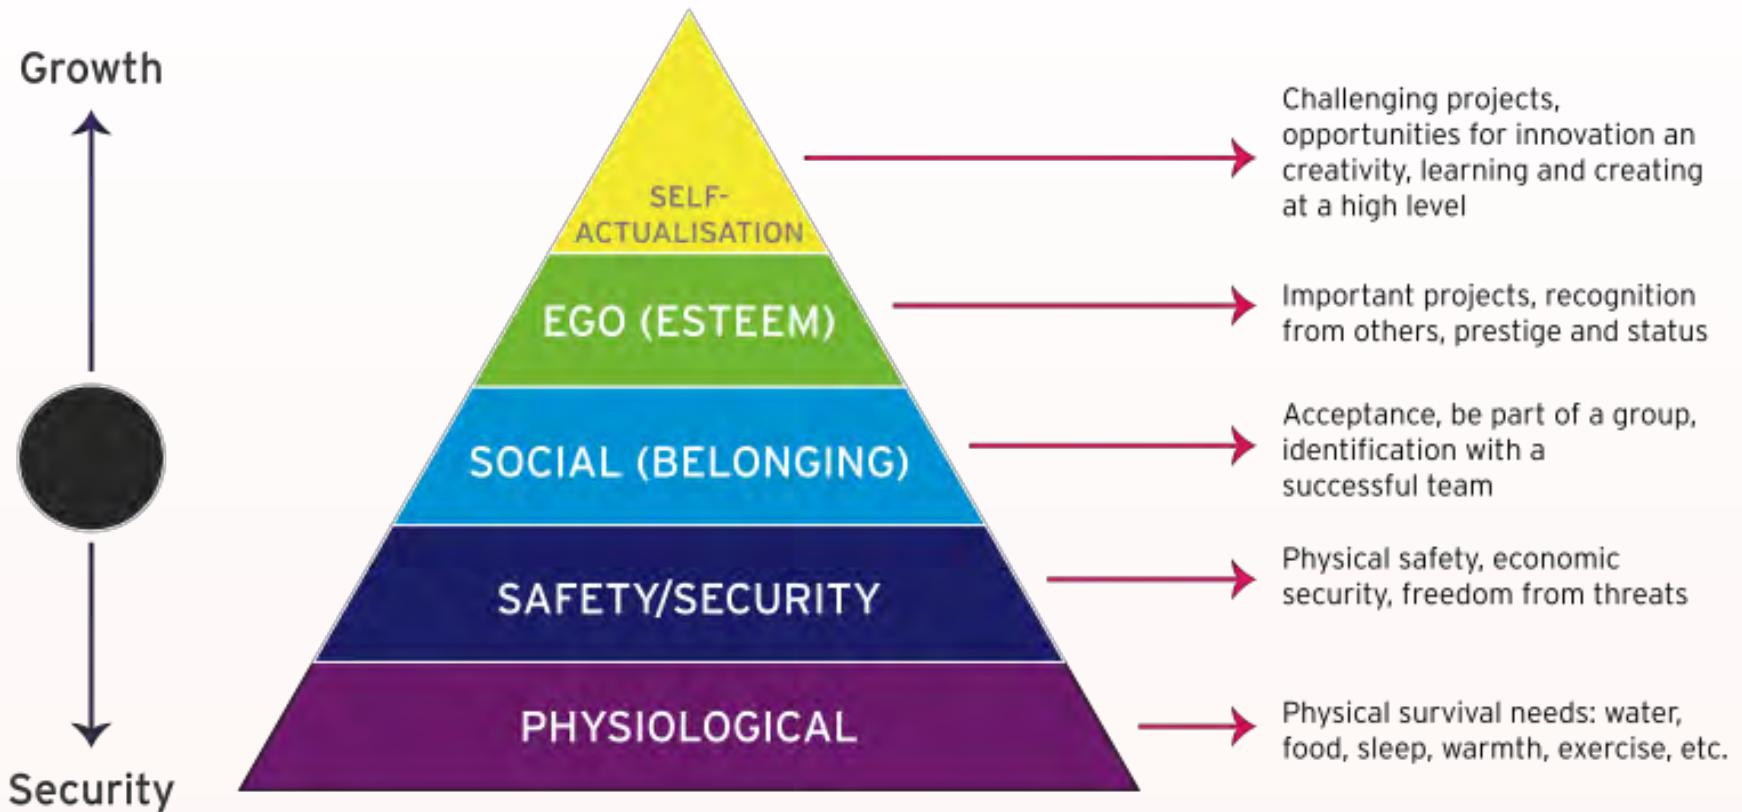 Growth
Security
SELF-
ACTUALISATION
EGO (ESTEEM)
SOCIAL (BELONGING)
SAFETY/SECURITY
PHYSIOLOGICAL
Challenging projects,
opportunities for innovation an
creativity, learning and creating
at a high level
Important projects, recognition
from others, prestige and status
Acceptance, be part of a group,
identification with a
successful team
Physical safety, economic
security, freedom from threats
Physical survival needs: water,
food, sleep, warmth, exercise, etc.